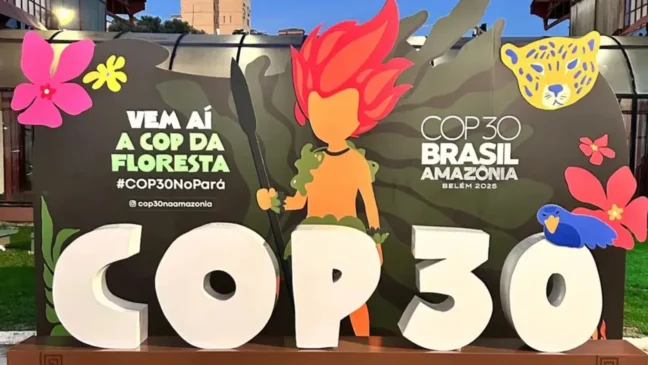 VEM AÍ
A COP DA
FLORESTA
#COP30NoPará
cop30naamazonia
COP30
BRASIL
AMAZÔNIA
BELÉM 2025
COP30